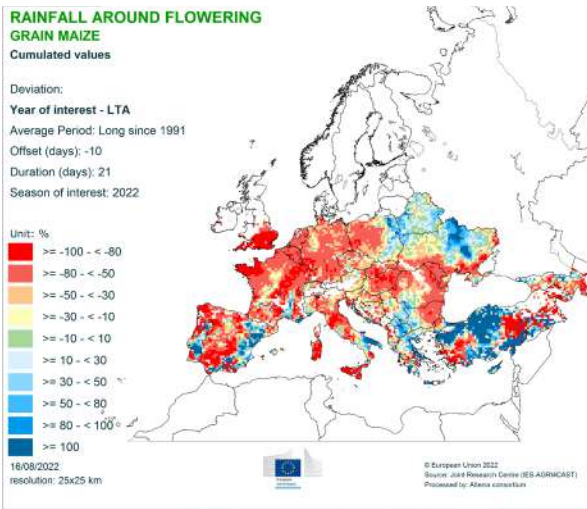 RAINFALL AROUND FLOWERING
GRAIN MAIZE
Cumulated values
Deviation:
Year of interest - LTA
Average Period: Long since 1991
Offset (days): -10
Duration (days): 21
Season of interest: 2022
Unit: %
>= -100 - < -80
>= -80 - < -50
>= -50 - < -30
>= -30 - < -10
>= -10 - < 10
>= 10 - < 30
>= 30 - < 50
>= 50 - < 80
>= 80 - < 100
>= 100
16/08/2022
resolution: 25x25 km
© European Union 2022
Source: Joint Research Centre (IES-AGRI4CAST)
Processed by: Alterra consortium